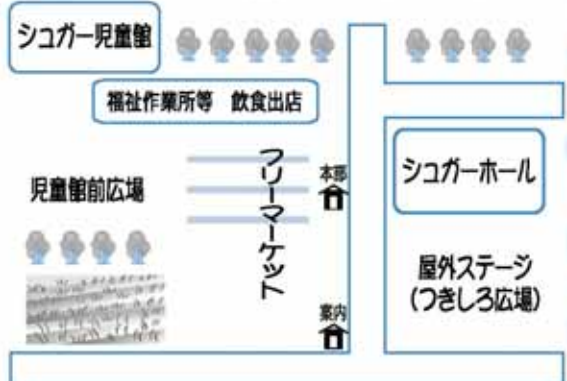 シュガー児童館
福祉作業所等 飲食出店
児童館前広場
フリーマーケット
本部
案内
シュガーホール
屋外ステージ
(つきしろ広場)